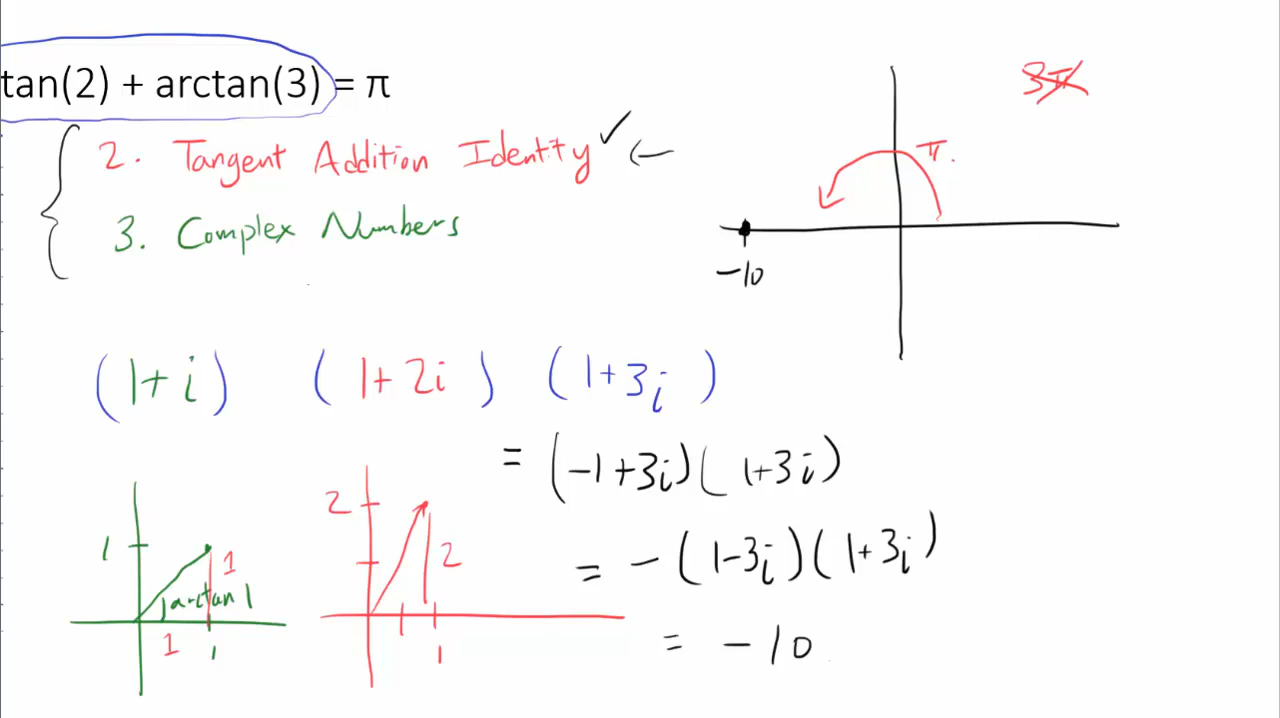 tan(2) + arctan(3) = π
2. Tangent Addition Identity ✓ ←
3. Complex Numbers
3π
π.
-10
(1+i) (1+2i) (1+3i)
= (-1+3i)(1+3i)
= -(1-3i)(1+3i)
= -10
1
1
arctan 1
1
1
2
2
1